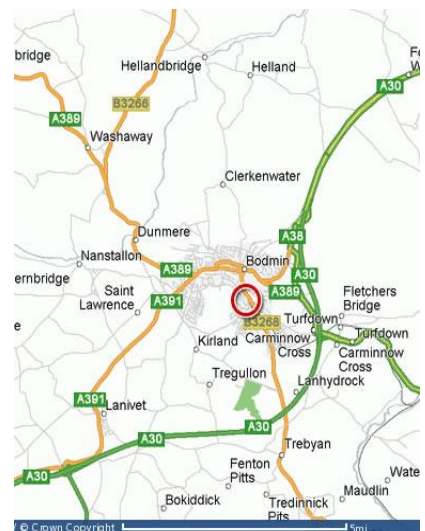 bridge
Hellandbridge
Helland
Fe
W
A30
B3266
A389
Washaway
Clerkenwater
Dunmere
A38
Nanstallon
Bodmin
A389
A30
ernbridge
Saint
Lawrence
A391
A389
Fletchers
Bridge
B3268
Turfdown
e
Kirland
Carminnow
Cross
Turfdown
Carminnow
Cross
Tregullon
Lanhydrock
A391
Lanivet
A30
A30
Trebyan
A30
Fenton
Pitts
Wate
Bokiddick
Tredinnick
Pits
Maudlin
/ © Crown Copyright
5mi